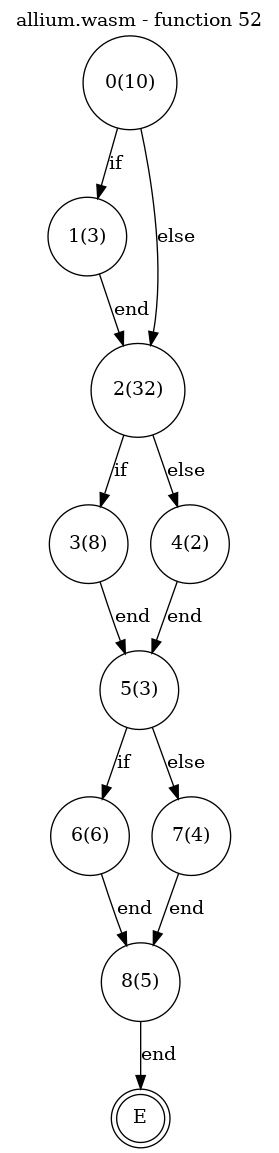 allium.wasm - function 52
0(10)
if
1(3)
else
end
2(32)
if
else
3(8)
4(2)
end
end
5(3)
if
else
6(6)
7(4)
end
end
8(5)
end
E